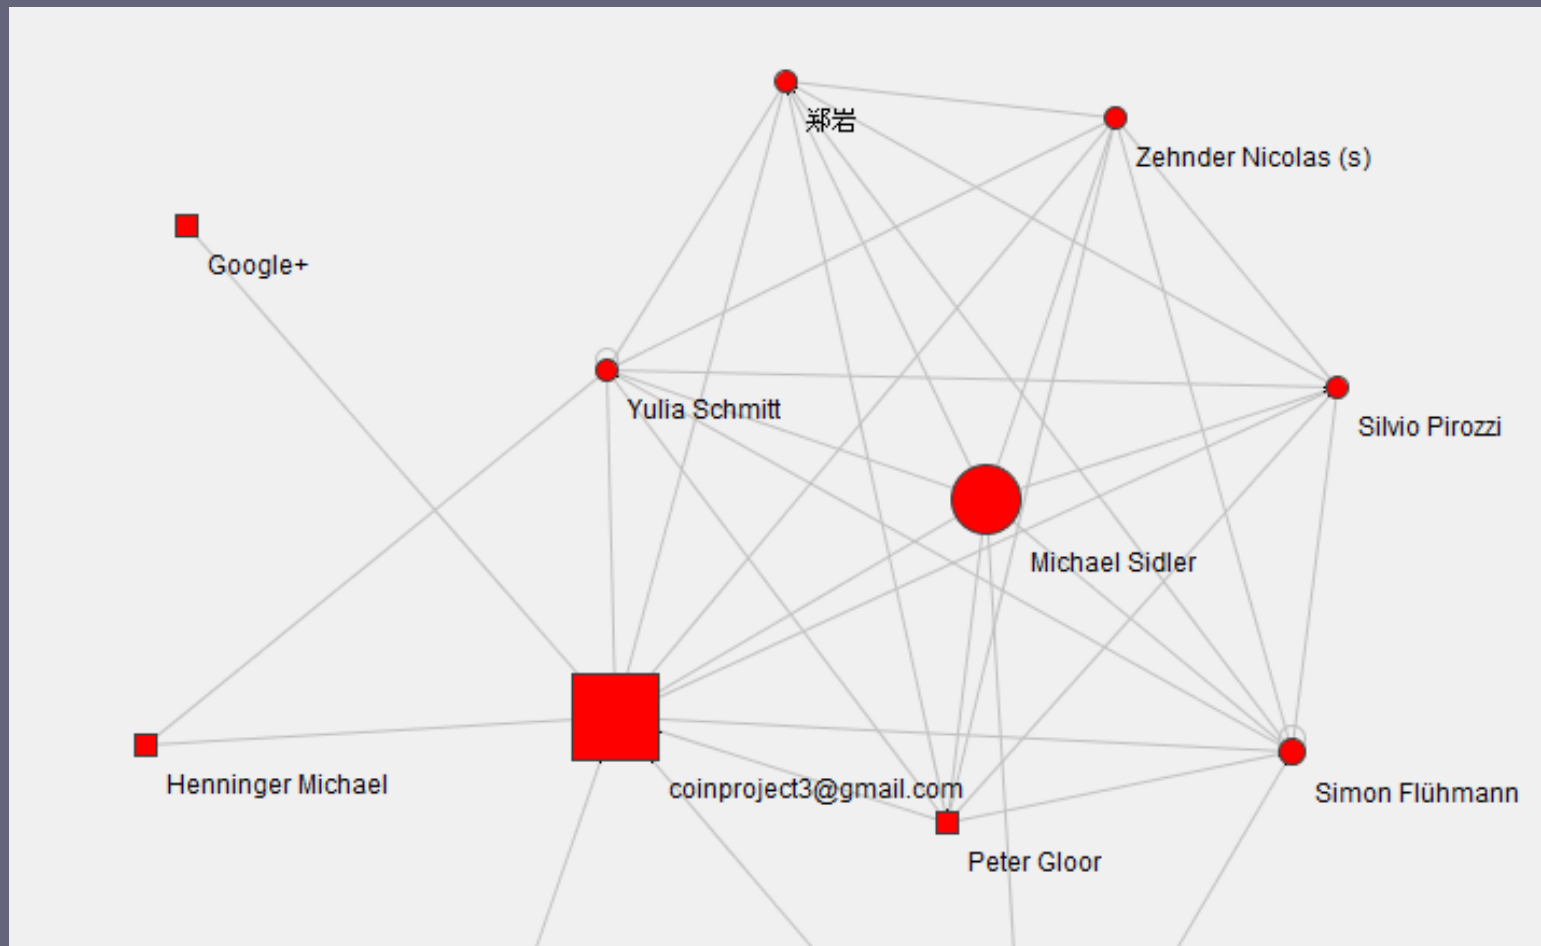 郑岩
Zehnder Nicolas (s)
Google+
Yulia Schmitt
Silvio Pirozzi
Michael Sidler
Henninger Michael
coinproject3@gmail.com
Simon Flühmann
Peter Gloor